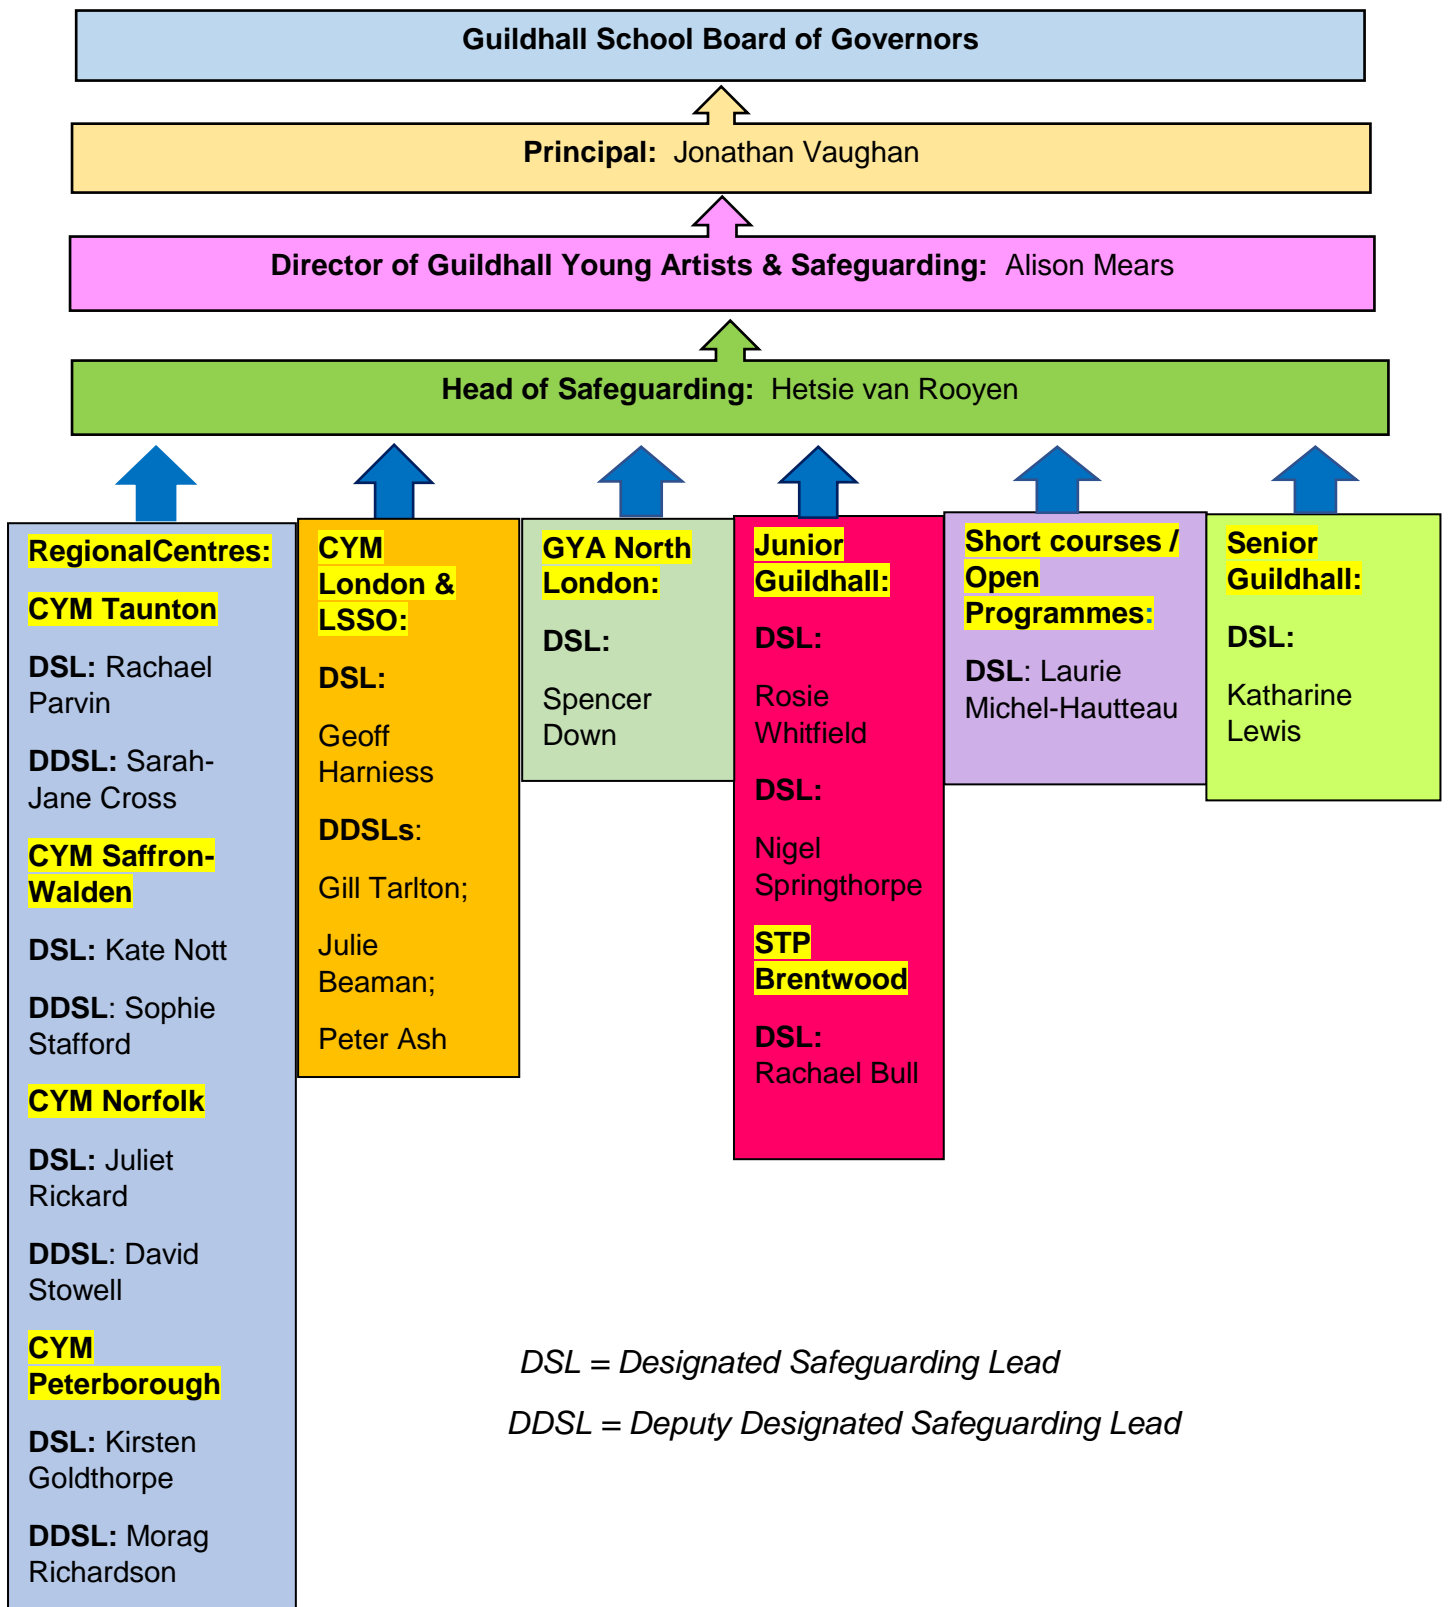 Guildhall School Board of Governors
Principal: Jonathan Vaughan
Director of Guildhall Young Artists & Safeguarding: Alison Mears
Head of Safeguarding: Hetsie van Rooyen
RegionalCentres:
CYM Taunton
DSL: Rachael
Parvin
DDSL: Sarah-
Jane Cross
CYM Saffron-
Walden
DSL: Kate Nott
DDSL: Sophie
Stafford
CYM Norfolk
DSL: Juliet
Rickard
DDSL: David
Stowell
CYM
Peterborough
DSL: Kirsten
Goldthorpe
DDSL: Morag
Richardson
CYM
London &
LSSO:
DSL:
Geoff
Harniess
DDSLs:
Gill Tarlton;
Julie
Beaman;
Peter Ash
GYA North
London:
DSL:
Spencer
Down
Junior
Guildhall:
DSL:
Rosie
Whitfield
DSL:
Nigel
Springthorpe
STP
Brentwood
DSL:
Rachael Bull
Short courses /
Open
Programmes:
DSL: Laurie
Michel-Hautteau
Senior
Guildhall:
DSL:
Katharine
Lewis
DSL = Designated Safeguarding Lead
DDSL = Deputy Designated Safeguarding Lead